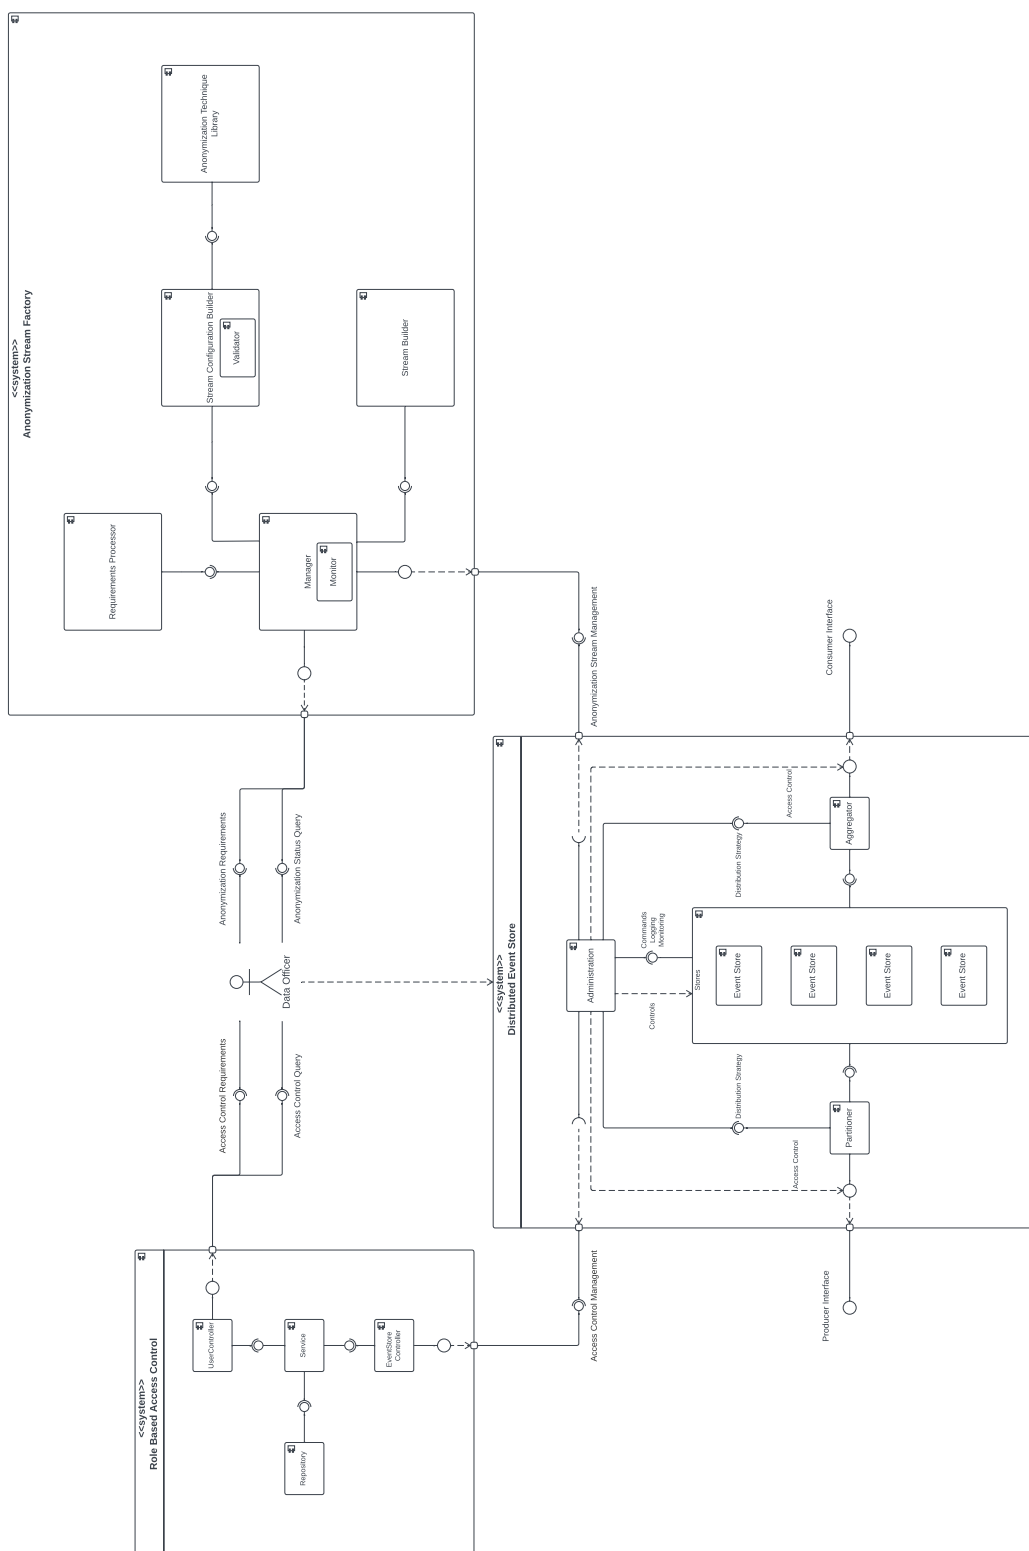 <<system>>
Anonymization Stream Factory
Anonymization Technique
Library
Stream Configuration Builder
Validator
Stream Builder
Requirements Processor
Manager
Monitor
Anonymization Requirements
Anonymization Status Query
Data Officer
Access Control Requirements
Access Control Query
Anonymization Stream Management
Consumer Interface
<<system>>
Distributed Event Store
Access Control
Aggregator
Distribution Strategy
Commands
Logging
Monitoring
Administration
Controls
Stores
Event Store
Event Store
Event Store
Event Store
Distribution Strategy
Partitioner
Access Control
Access Control Management
Producer Interface
<<system>>
Role Based Access Control
UserController
Service
EventStore
Controller
Repository